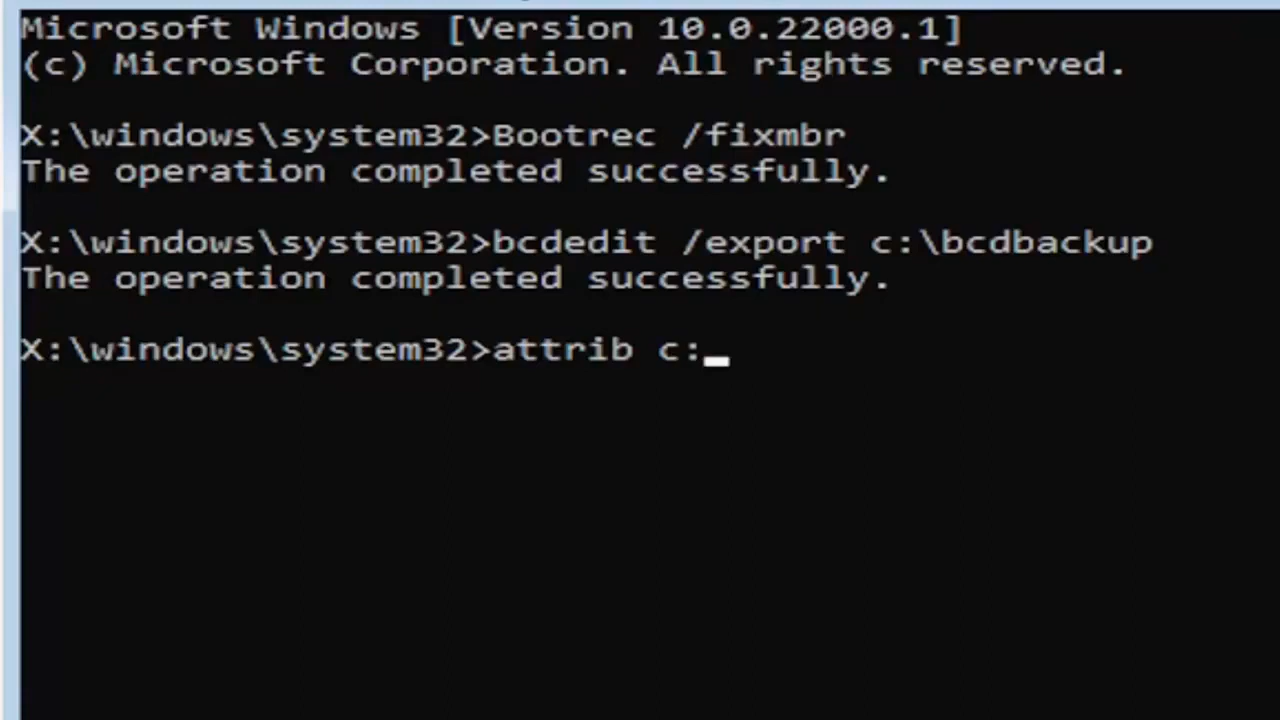 Microsoft Windows [Version 10.0.22000.1]
(c) Microsoft Corporation. All rights reserved.
X:\windows\system32>Bootrec /fixmbr
The operation completed successfully.
X:\windows\system32>bcdedit /export c:\bcdbackup
The operation completed successfully.
X:\windows\system32>attrib c: